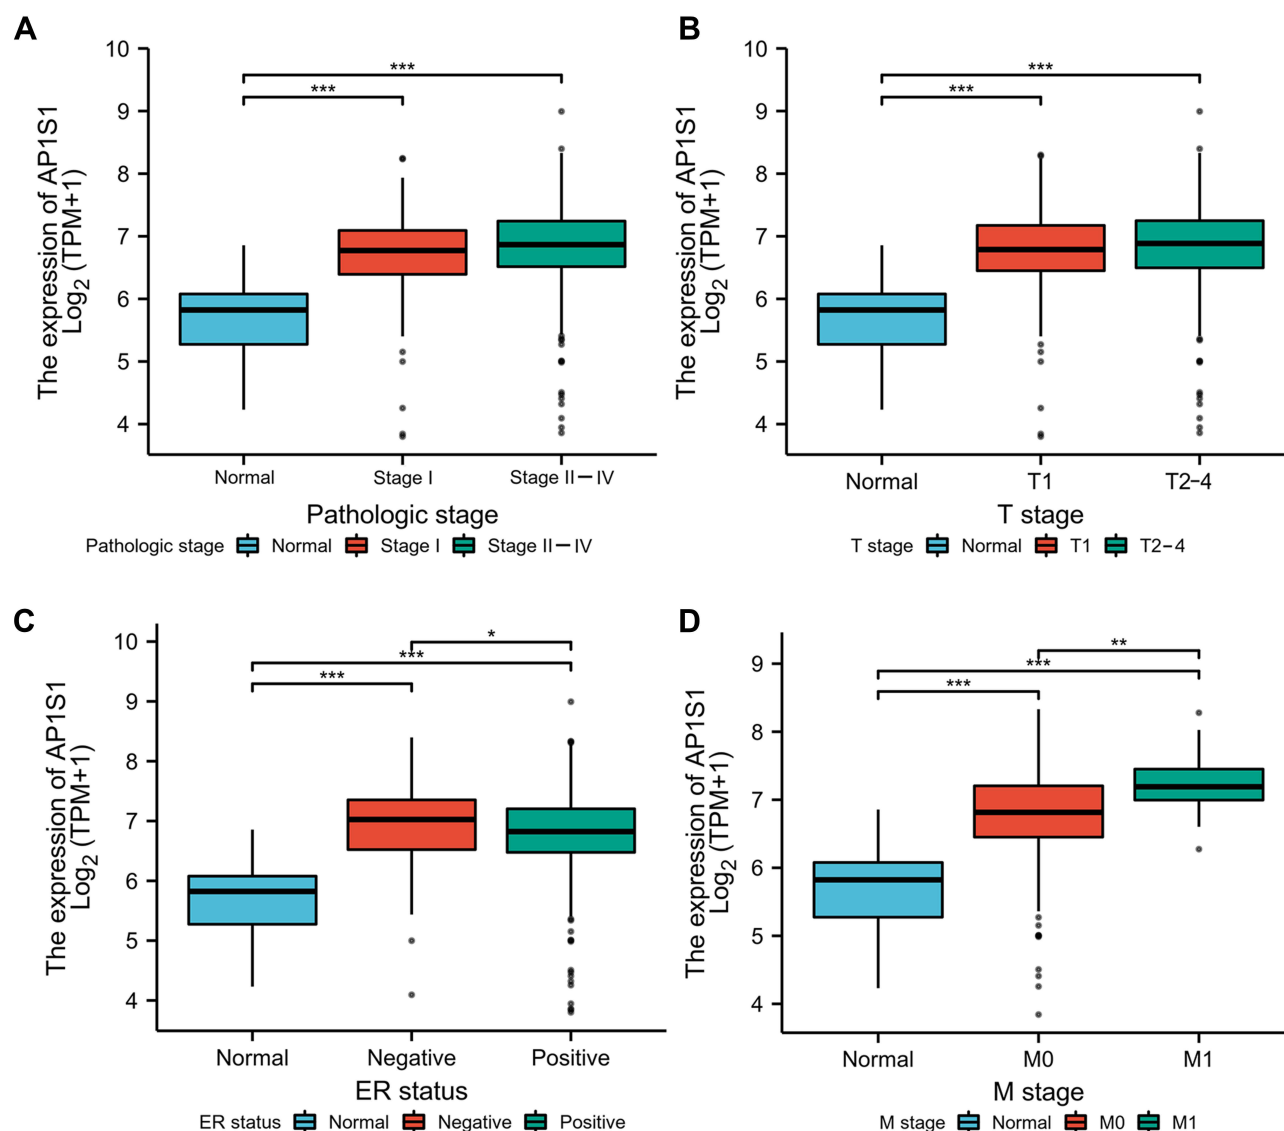 A
The expression of AP1S1
Log2 (TPM+1)
10
9
8
7
6
5
4
***
***
Normal Stage I Stage II−IV
Pathologic stage
Pathologic stage Normal Stage I Stage II−IV
B
The expression of AP1S1
Log2 (TPM+1)
10
9
8
7
6
5
4
***
***
Normal T1 T2−4
T stage
T stage Normal T1 T2−4
C
The expression of AP1S1
Log2 (TPM+1)
10
9
8
7
6
5
4
*
***
***
Normal Negative Positive
ER status
ER status Normal Negative Positive
D
The expression of AP1S1
Log2 (TPM+1)
9
8
7
6
5
4
**
***
***
Normal M0 M1
M stage
M stage Normal M0 M1